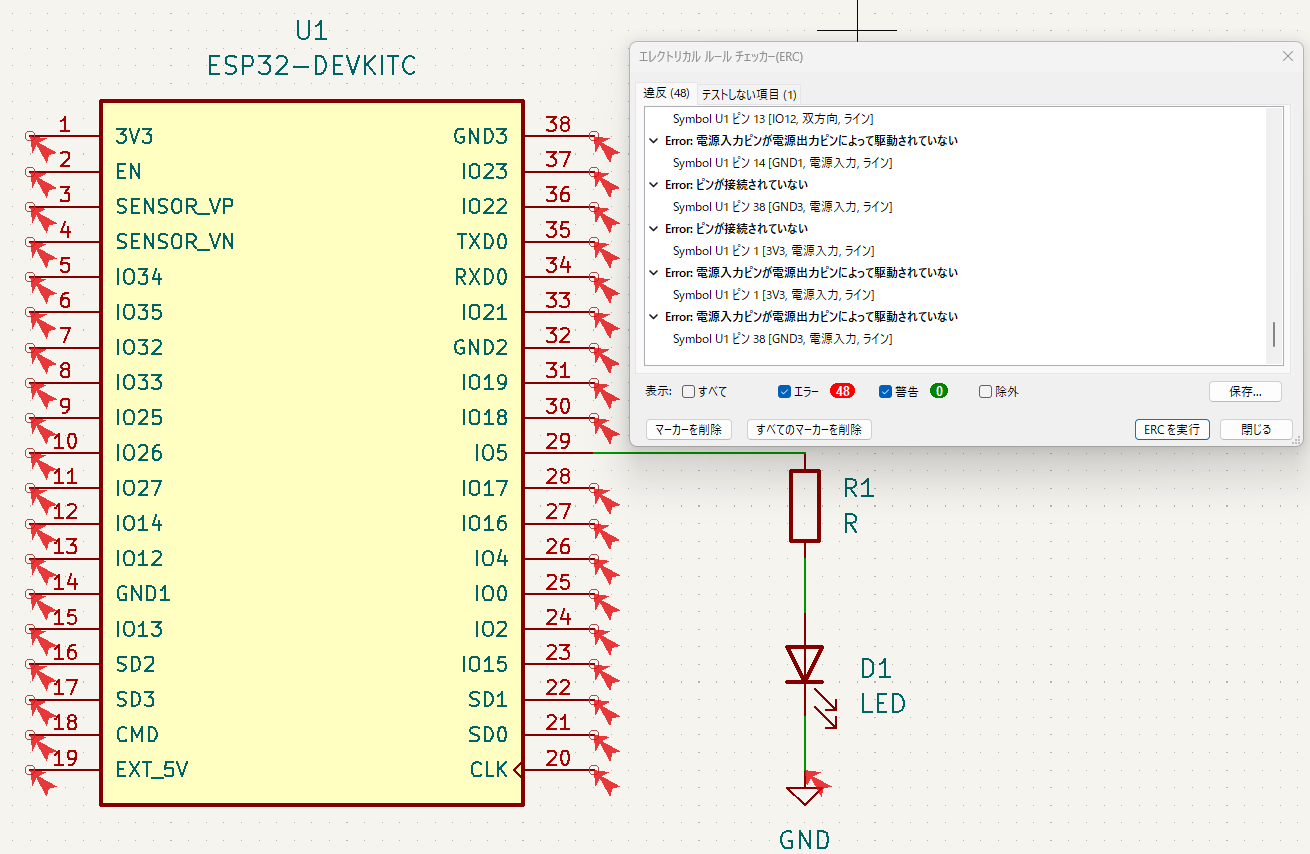 U1
ESP32-DEVKITC
1
3V3
2
EN
3
SENSOR_VP
4
SENSOR_VN
5
IO34
6
IO35
7
IO32
8
IO33
9
IO25
10
IO26
11
IO27
12
IO14
13
IO12
14
GND1
15
IO13
16
SD2
17
SD3
18
CMD
19
EXT_5V
GND3
38
IO23
37
IO22
36
TXD0
35
RXD0
34
IO21
33
GND2
32
IO19
31
IO18
30
IO5
29
IO17
28
IO16
27
IO4
26
IO0
25
IO2
24
IO15
23
SD1
22
SD0
21
CLK
20
R1
R
D1
LED
GND
エレクトリカル ルール チェッカー(ERC)
違反 (48) テストしない項目 (1)
Symbol U1 ピン 13 [IO12, 双方向, ライン]
Error: 電源入力ピンが電源出力ピンによって駆動されていない
Symbol U1 ピン 14 [GND1, 電源入力, ライン]
Error: ピンが接続されていない
Symbol U1 ピン 38 [GND3, 電源入力, ライン]
Error: ピンが接続されていない
Symbol U1 ピン 1 [3V3, 電源入力, ライン]
Error: 電源入力ピンが電源出力ピンによって駆動されていない
Symbol U1 ピン 1 [3V3, 電源入力, ライン]
Error: 電源入力ピンが電源出力ピンによって駆動されていない
Symbol U1 ピン 38 [GND3, 電源入力, ライン]
表示: すべて エラー 48 警告 0 除外 保存...
マーカーを削除 すべてのマーカーを削除 ERCを実行 閉じる